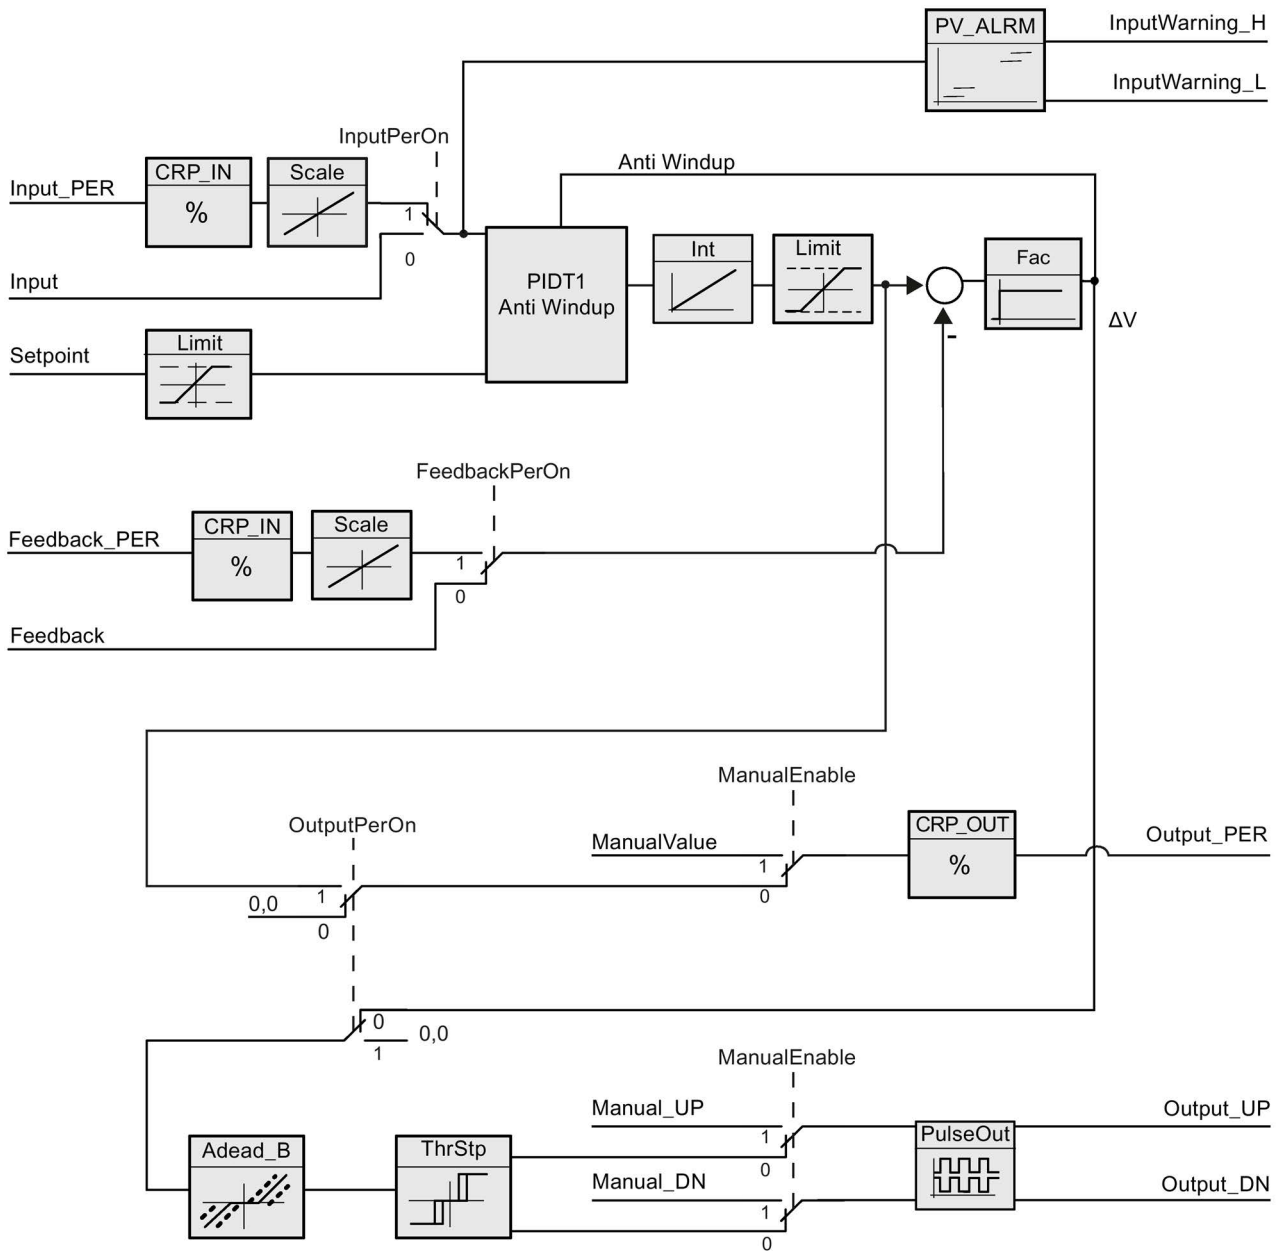 PV_ALRM
InputWarning_H
InputWarning_L
InputPerOn
Anti Windup
Input_PER
CRP_IN
%
Scale
1
0
Input
PIDT1
Anti Windup
Int
Limit
Fac
ΔV
-
Setpoint
Limit
FeedbackPerOn
Feedback_PER
CRP_IN
%
Scale
1
0
Feedback
ManualEnable
OutputPerOn
ManualValue
CRP_OUT
%
Output_PER
1
0
0,0
1
0
0
0,0
1
ManualEnable
Manual_UP
Output_UP
1
0
PulseOut
Adead_B
ThrStp
Manual_DN
Output_DN
1
0